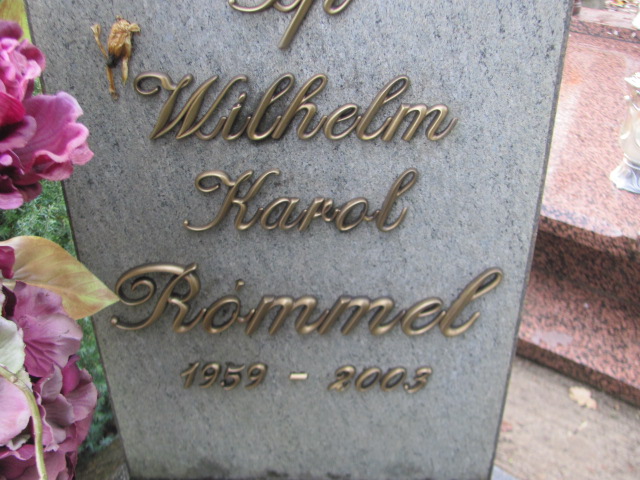 Wilhelm
Karol
Rómmel
1959 - 2003